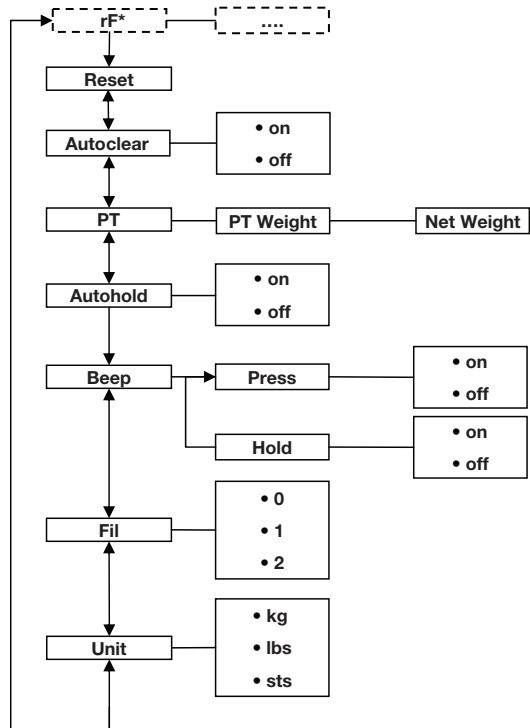 rF*
....
Reset
Autoclear
• on
• off
PT
PT Weight
Net Weight
Autohold
• on
• off
Beep
Press
• on
• off
Hold
• on
• off
Fil
• 0
• 1
• 2
Unit
• kg
• lbs
• sts